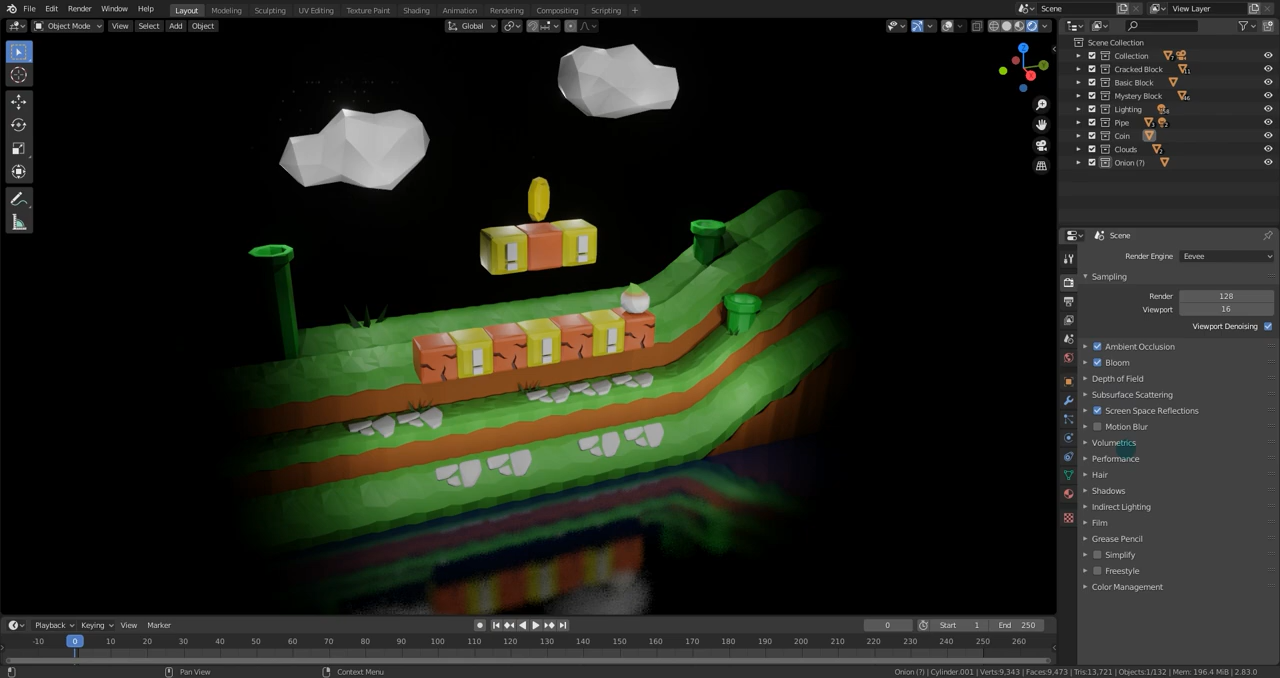 File Edit Render Window Help Layout Modeling Sculpting UV Editing Texture Paint Shading Animation Rendering Compositing Scripting + Scene View Layer
Object Mode View Select Add Object Global
Scene Collection
Collection 7
Cracked Block 11
Basic Block
Mystery Block 46
Lighting
Pipe 3 2
Coin
Clouds 2
Onion (?)
Scene
Render Engine Eevee
Sampling
Render 128
Viewport 16
Viewport Denoising
Ambient Occlusion
Bloom
Depth of Field
Subsurface Scattering
Screen Space Reflections
Motion Blur
Volumetrics
Performance
Hair
Shadows
Indirect Lighting
Film
Grease Pencil
Simplify
Freestyle
Color Management
Playback Keying View Marker 0 Start 1 End 250
-10 0 10 20 30 40 50 60 70 80 90 100 110 120 130 140 150 160 170 180 190 200 210 220 230 240 250 260
Pan View Context Menu Onion (?) | Cylinder.001 | Verts:9,343 | Faces:9,473 | Tris:13,721 | Objects:1/132 | Mem: 196.4 MiB | 2.83.0